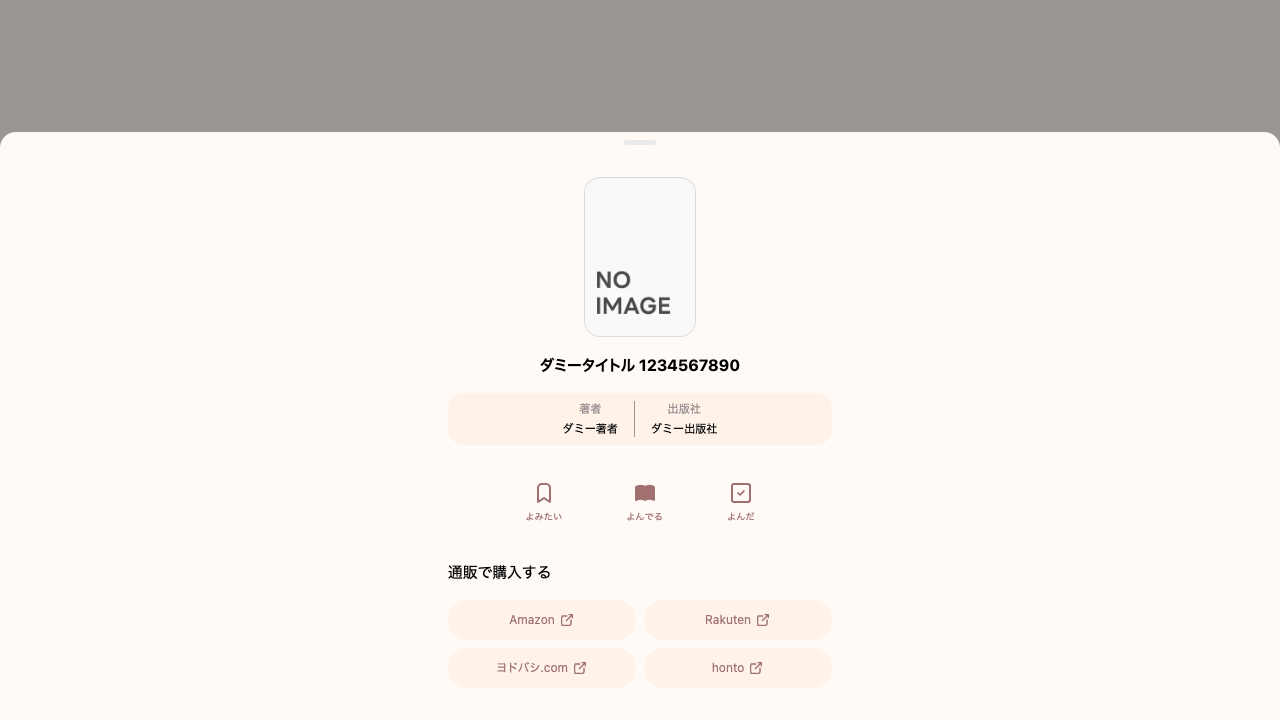 NO
IMAGE
ダミータイトル 1234567890
著者
ダミー著者
出版社
ダミー出版社
よみたい
よんでる
よんだ
通販で購入する
Amazon
Rakuten
ヨドバシ.com
honto